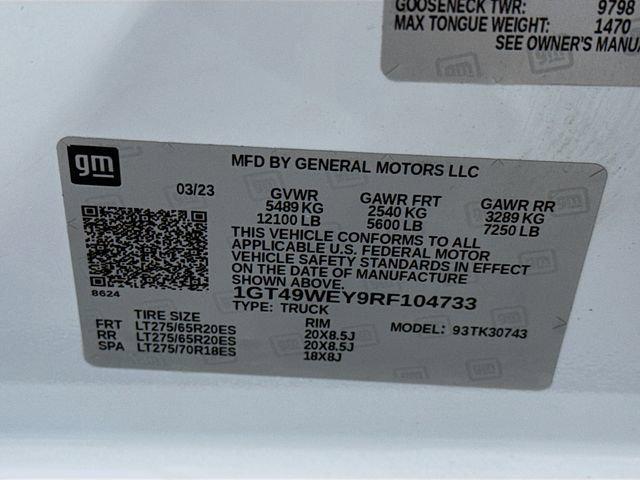 GOOSENECK TWR: 9798
MAX TONGUE WEIGHT: 1470
SEE OWNER'S MANUA
gm
gm
MFD BY GENERAL MOTORS LLC
03/23
GVWR GAWR FRT GAWR RR
5489 KG 2540 KG 3289 KG
12100 LB 5600 LB 7250 LB
THIS VEHICLE CONFORMS TO ALL
APPLICABLE U.S. FEDERAL MOTOR
VEHICLE SAFETY STANDARDS IN EFFECT
ON THE DATE OF MANUFACTURE
SHOWN ABOVE.
8624
1GT49WEY9RF104733
TYPE: TRUCK
TIRE SIZE RIM MODEL: 93TK30743
FRT LT275/65R20ES 20X8.5J
RR LT275/65R20ES 20X8.5J
SPA LT275/70R18ES 18X8J